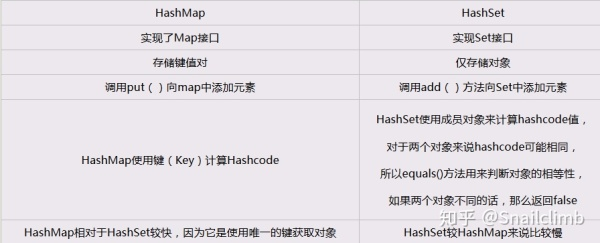 HashMap HashSet
实现了Map接口 实现Set接口
存储键值对 仅存储对象
调用put（）向map中添加元素 调用add（）方法向Set中添加元素
HashMap使用键（Key）计算Hashcode
HashSet使用成员对象来计算hashcode值，
对于两个对象来说hashcode可能相同，
所以equals()方法用来判断对象的相等性，
如果两个对象不同的话，那么返回false
HashMap相对于HashSet较快，因为它是使用唯一的键获取对象 HashSet较HashMap来说比较慢
知乎 @Snailclimb